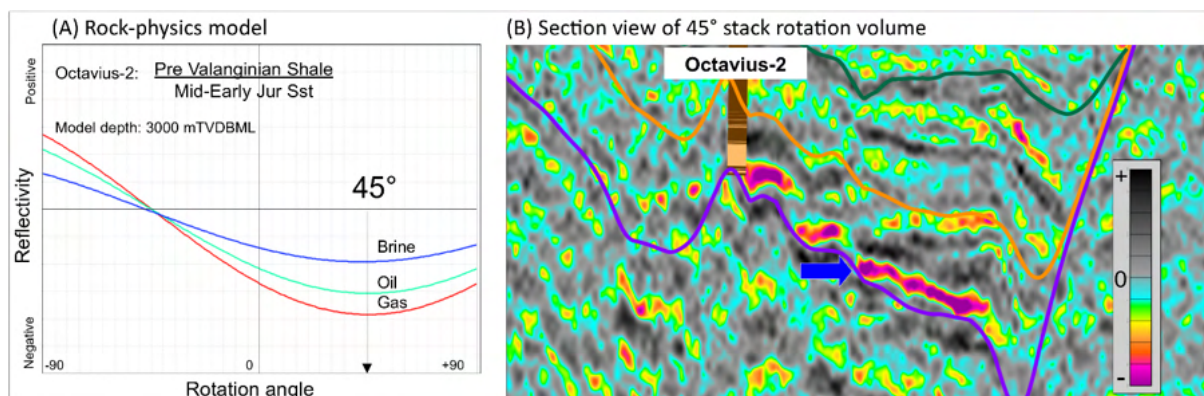 (A) Rock-physics model
(B) Section view of 45° stack rotation volume
Positive
Octavius-2: Pre Valanginian Shale
Mid-Early Jur Sst
Model depth: 3000 mTVDBML
45°
Reflectivity
Brine
Oil
Gas
Negative
-90
0
+90
Rotation angle
Octavius-2
+
0
-